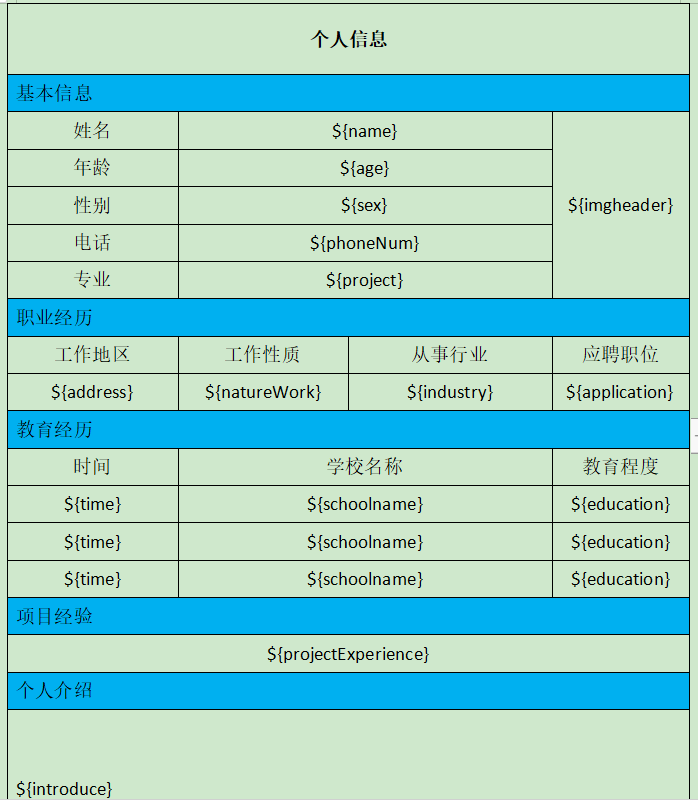 个人信息
基本信息
姓名 ${name}
年龄 ${age}
性别 ${sex} ${imgheader}
电话 ${phoneNum}
专业 ${project}
职业经历
工作地区 工作性质 从事行业 应聘职位
${address} ${natureWork} ${industry} ${application}
教育经历
时间 学校名称 教育程度
${time} ${schoolname} ${education}
${time} ${schoolname} ${education}
${time} ${schoolname} ${education}
项目经验
${projectExperience}
个人介绍
${introduce}